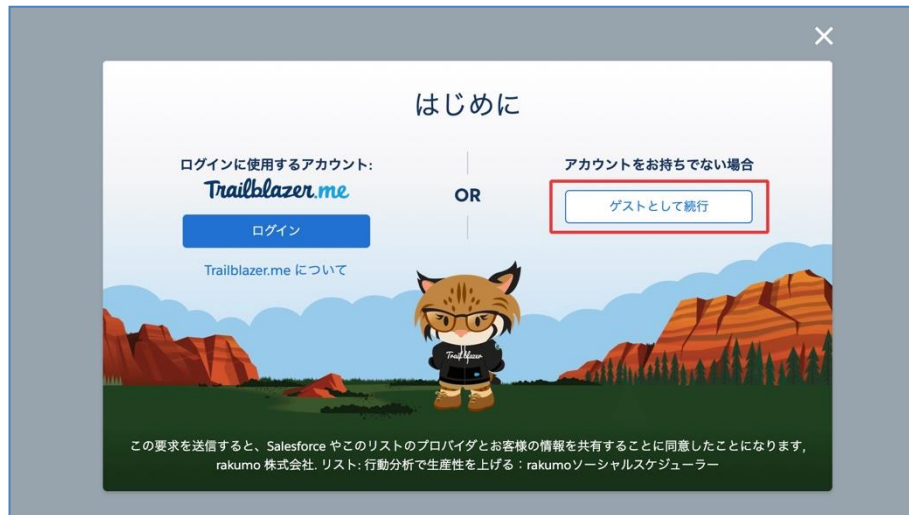 はじめに
ログインに使用するアカウント:
Trailblazer.me
ログイン
Trailblazer.me について
OR
アカウントをお持ちでない場合
ゲストとして続行
Trailblazer
この要求を送信すると、Salesforce やこのリストのプロバイダとお客様の情報を共有することに同意したことになります,
rakumo 株式会社. リスト: 行動分析で生産性を上げる：rakumoソーシャルスケジューラー